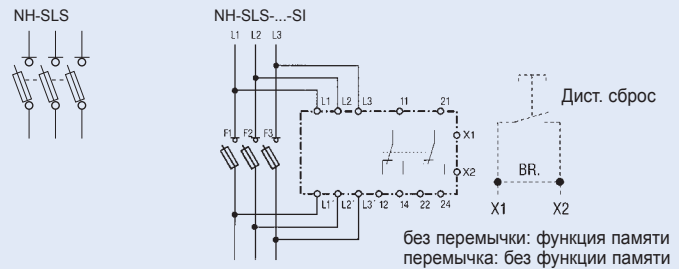 NH-SLS
NH-SLS-...-SI
L1 L2 L3
L1 L2 L3 11 21
Дист. сброс
F1 F2 F3
X1
X2
BR.
L1' L2' L3' 12 14 22 24
X1 X2
без перемычки: функция памяти
перемычка: без функции памяти